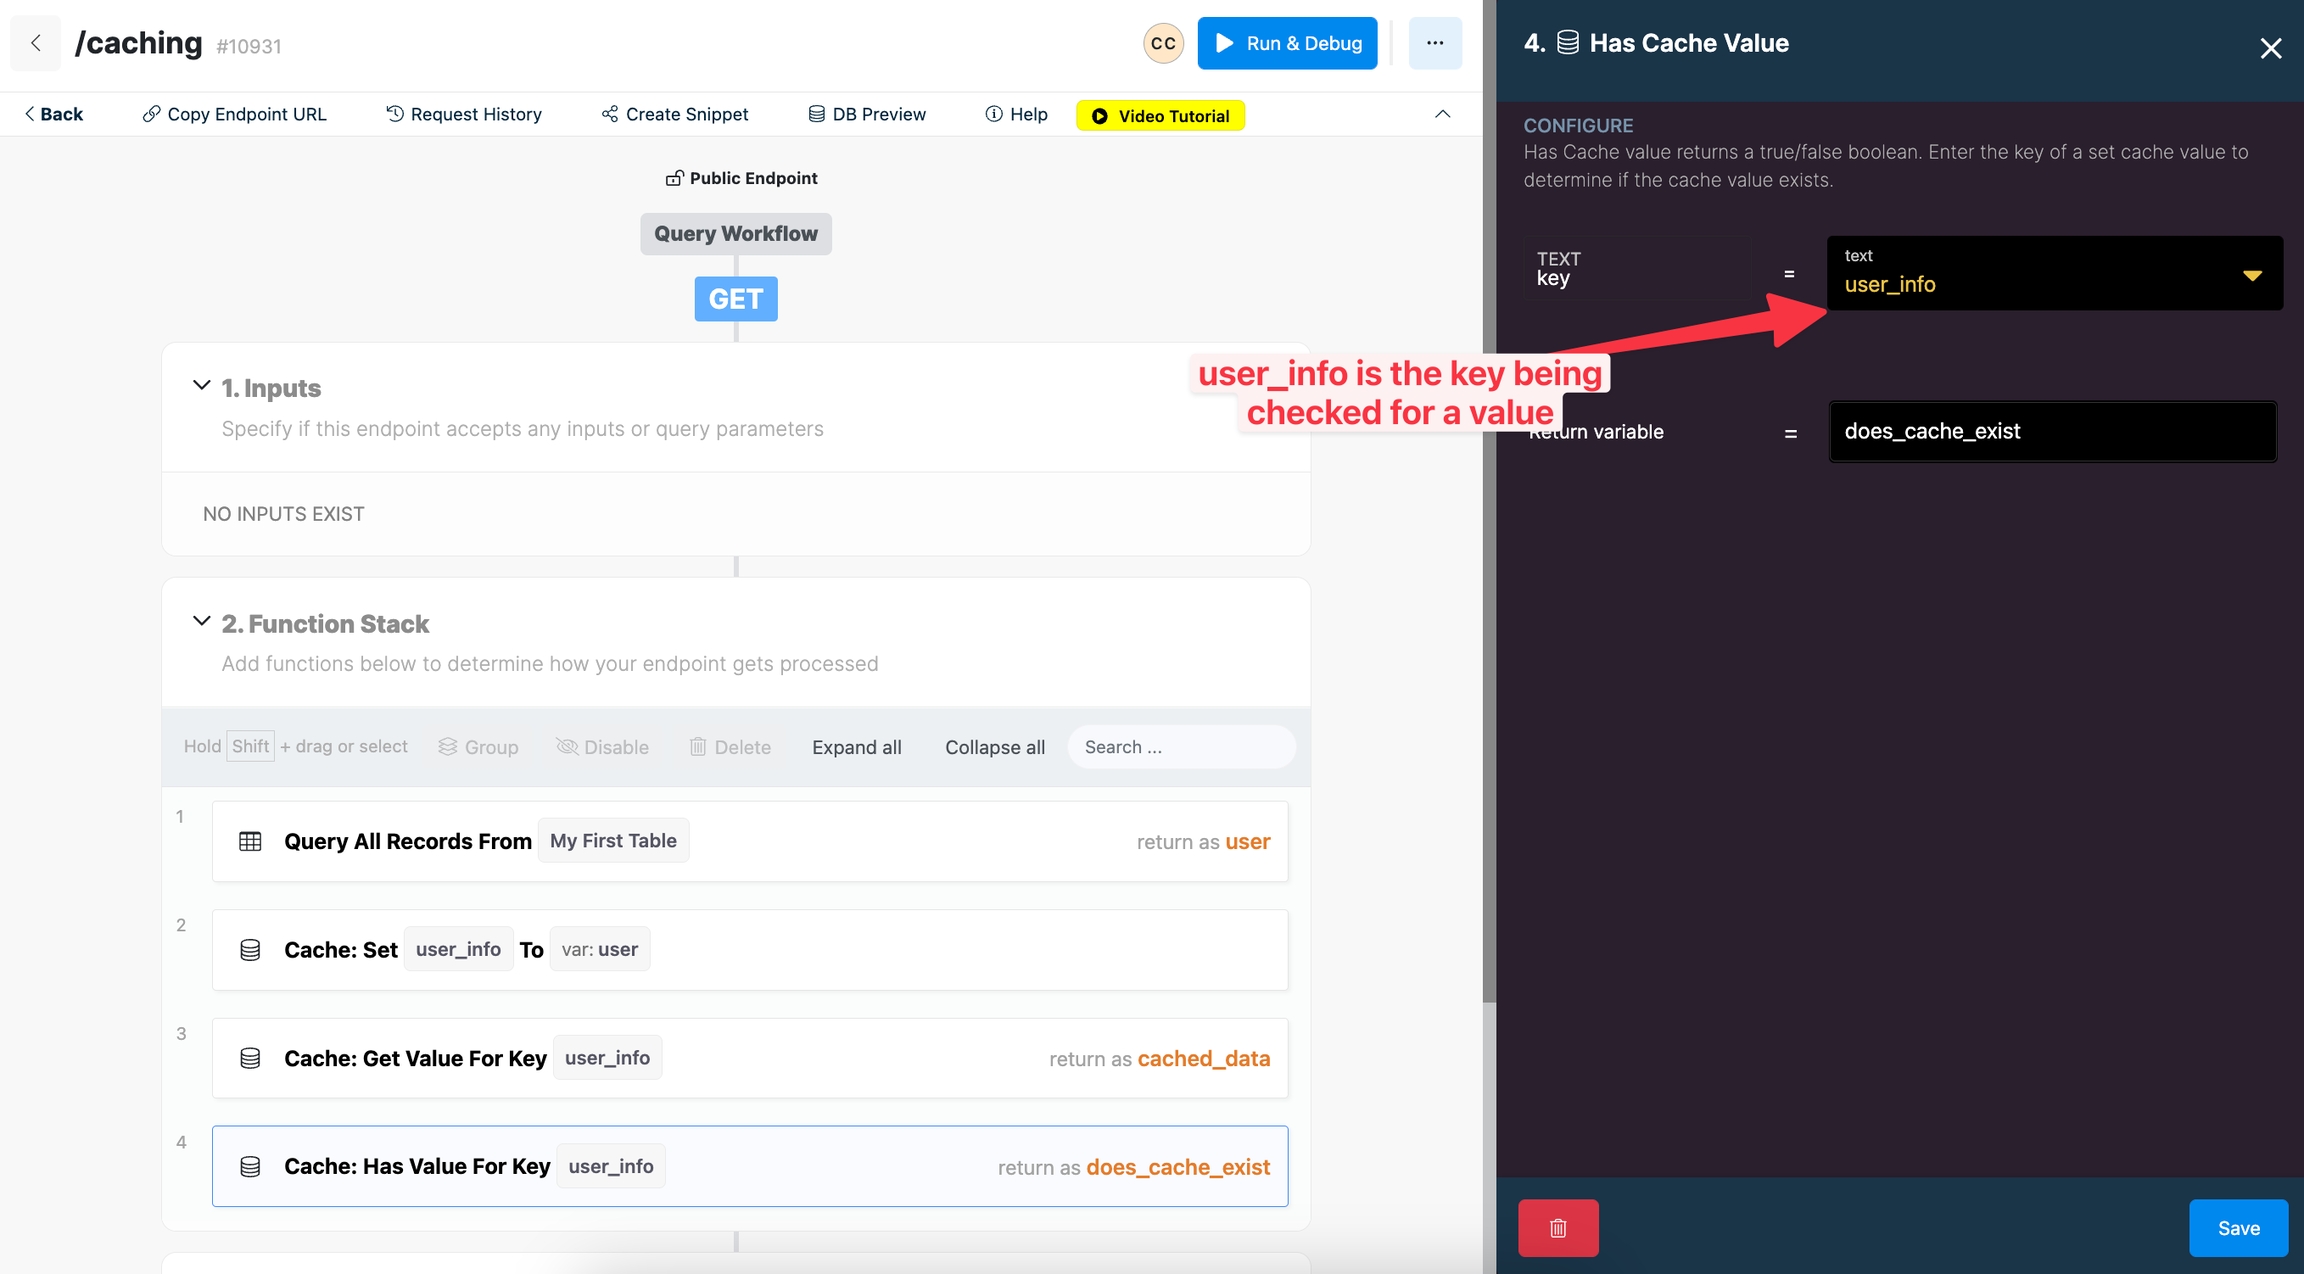 /caching #10931
CC
Run & Debug
...
Back
Copy Endpoint URL
Request History
Create Snippet
DB Preview
Help
Video Tutorial
Public Endpoint
Query Workflow
GET
1. Inputs
Specify if this endpoint accepts any inputs or query parameters
NO INPUTS EXIST
2. Function Stack
Add functions below to determine how your endpoint gets processed
Hold Shift + drag or select
Group
Disable
Delete
Expand all
Collapse all
Search ...
1
Query All Records From My First Table
return as user
2
Cache: Set user_info To var: user
3
Cache: Get Value For Key user_info
return as cached_data
4
Cache: Has Value For Key user_info
return as does_cache_exist
4. Has Cache Value
CONFIGURE
Has Cache value returns a true/false boolean. Enter the key of a set cache value to
determine if the cache value exists.
TEXT
key
=
text
user_info
user_info is the key being
checked for a value
Return variable
=
does_cache_exist
Save